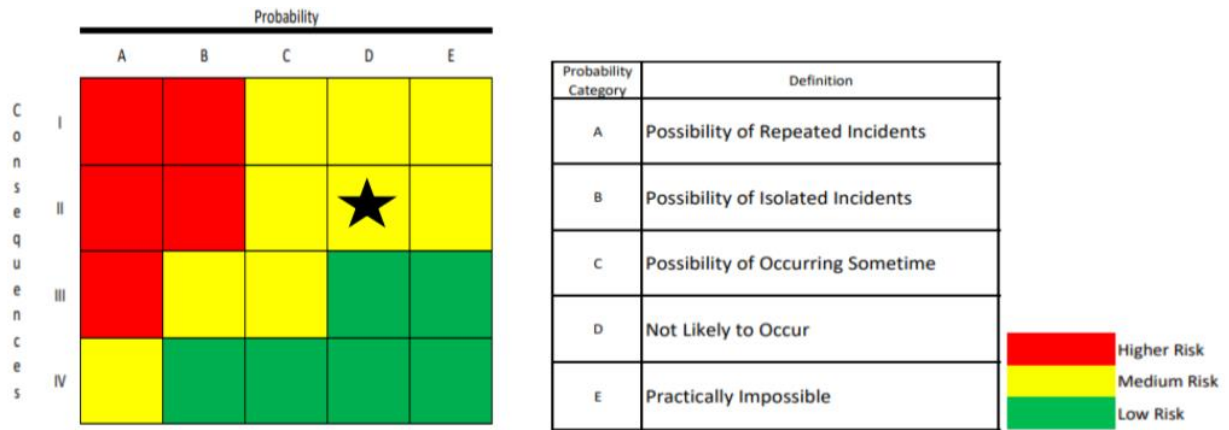 Probability
A B C D E
Consequences
I
II
III
IV
Probability
Category
Definition
A Possibility of Repeated Incidents
B Possibility of Isolated Incidents
C Possibility of Occurring Sometime
D Not Likely to Occur
E Practically Impossible
Higher Risk
Medium Risk
Low Risk